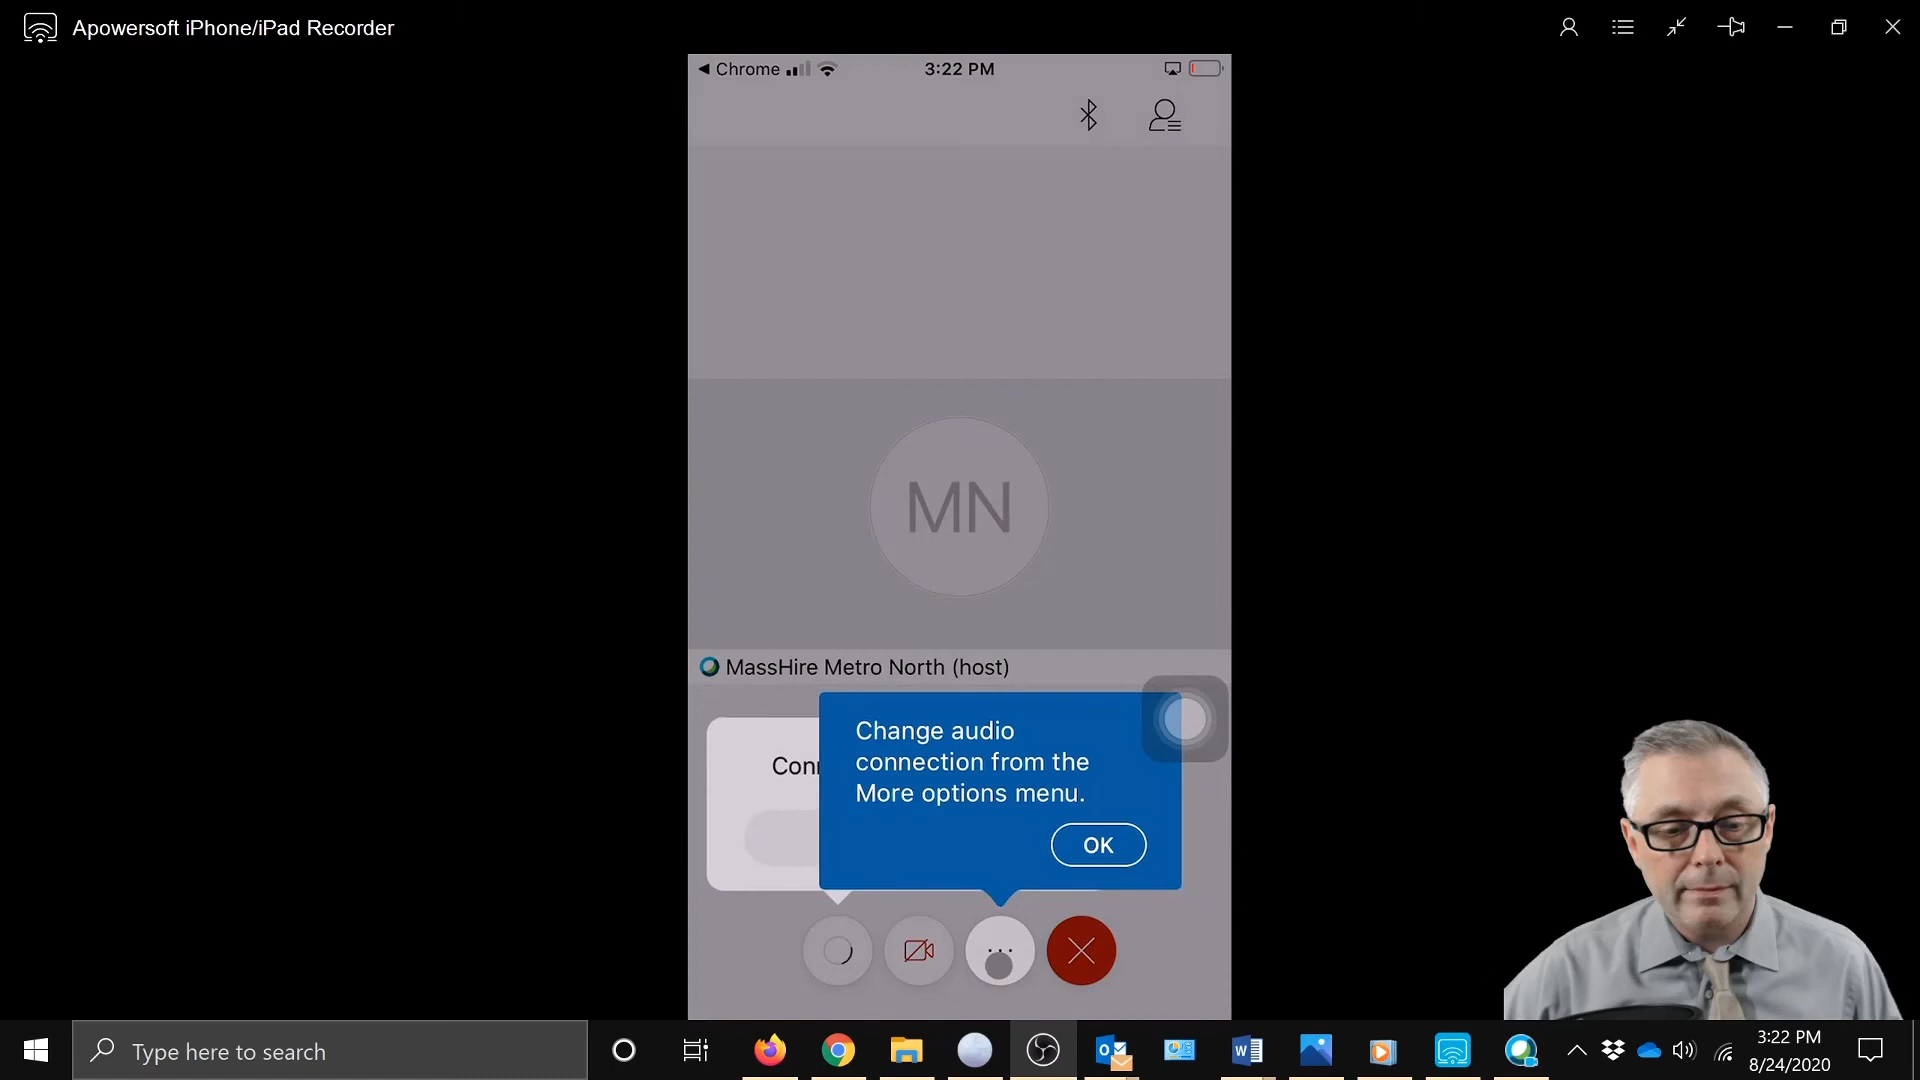 Apowersoft iPhone/iPad Recorder
Chrome
3:22 PM
MN
MassHire Metro North (host)
Con
Change audio
connection from the
More options menu.
OK
Type here to search
3:22 PM
8/24/2020